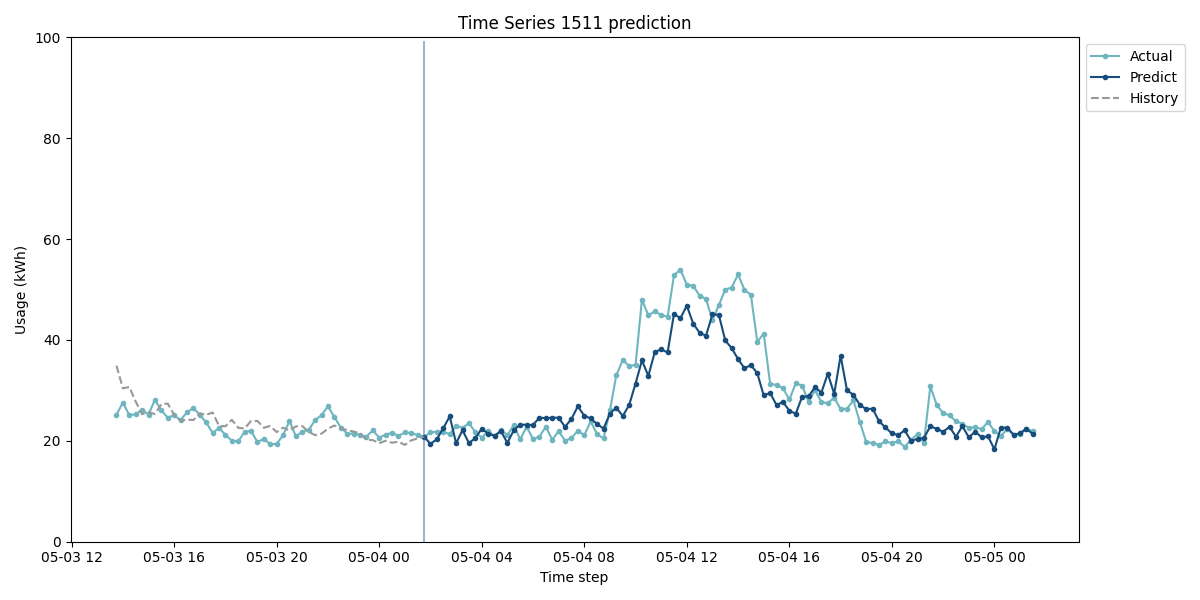 Time Series 1511 prediction
100
80
60
40
20
0
Usage (kWh)
05-03 12
05-03 16
05-03 20
05-04 00
05-04 04
05-04 08
05-04 12
05-04 16
05-04 20
05-05 00
Time step
Actual
Predict
History